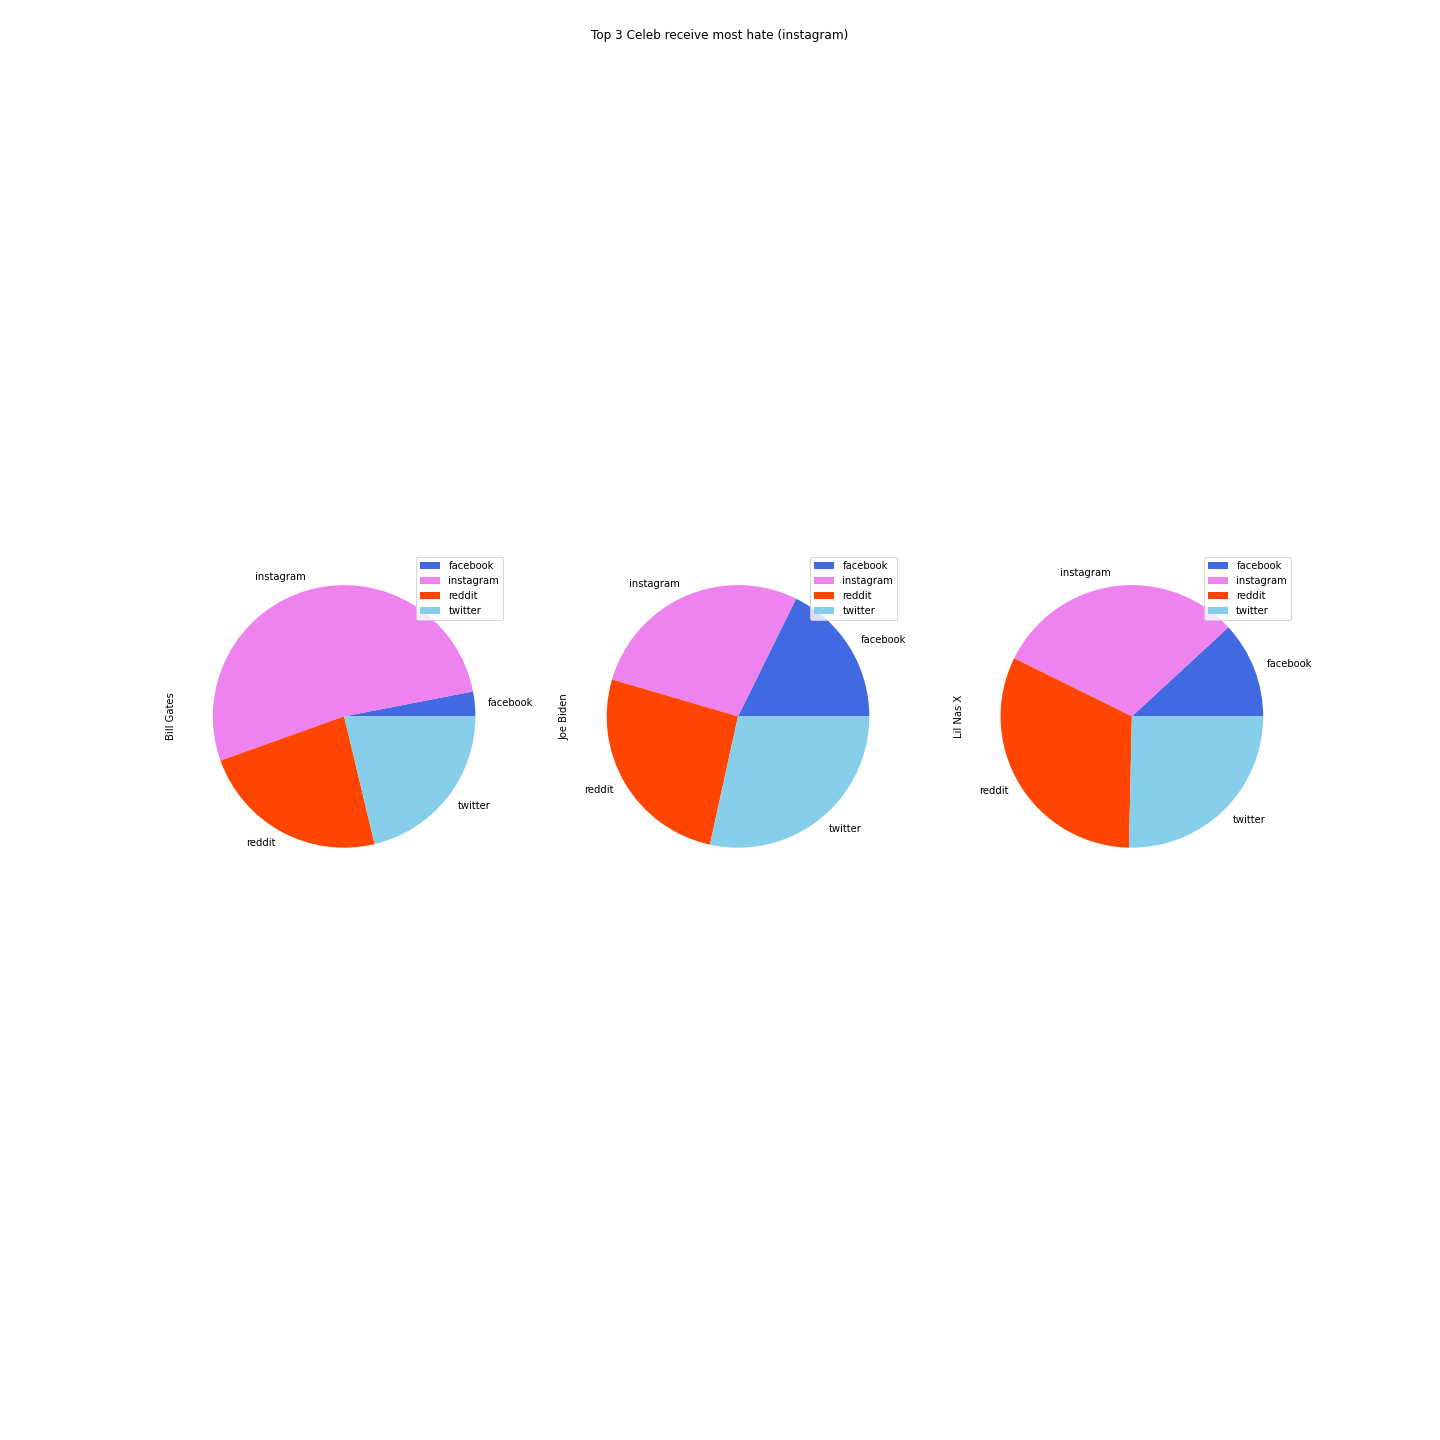 Top 3 Celeb receive most hate (instagram)
Bill Gates
instagram
facebook
reddit
twitter
facebook
instagram
reddit
twitter
Joe Biden
instagram
facebook
reddit
twitter
facebook
instagram
reddit
twitter
Lil Nas X
instagram
facebook
reddit
twitter
facebook
instagram
reddit
twitter